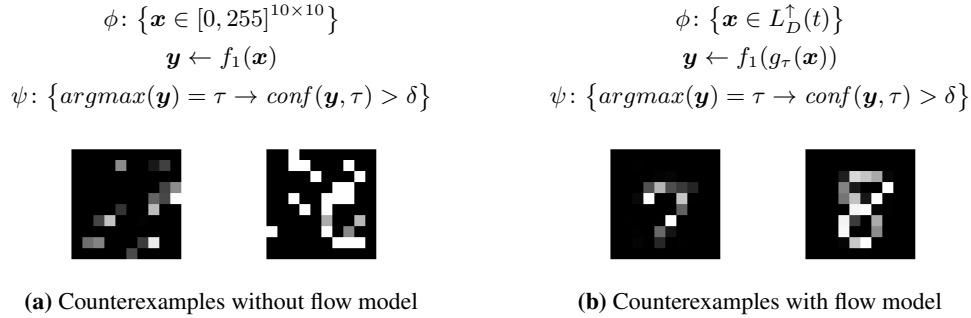 ϕ: {𝒙 ∈ [0, 255]^{10×10}}
𝒚 ← f₁(𝒙)
ψ: {argmax(𝒚) = τ → conf(𝒚, τ) > δ}
(a) Counterexamples without flow model
ϕ: {𝒙 ∈ L_D^↑(t)}
𝒚 ← f₁(g_τ(𝒙))
ψ: {argmax(𝒚) = τ → conf(𝒚, τ) > δ}
(b) Counterexamples with flow model